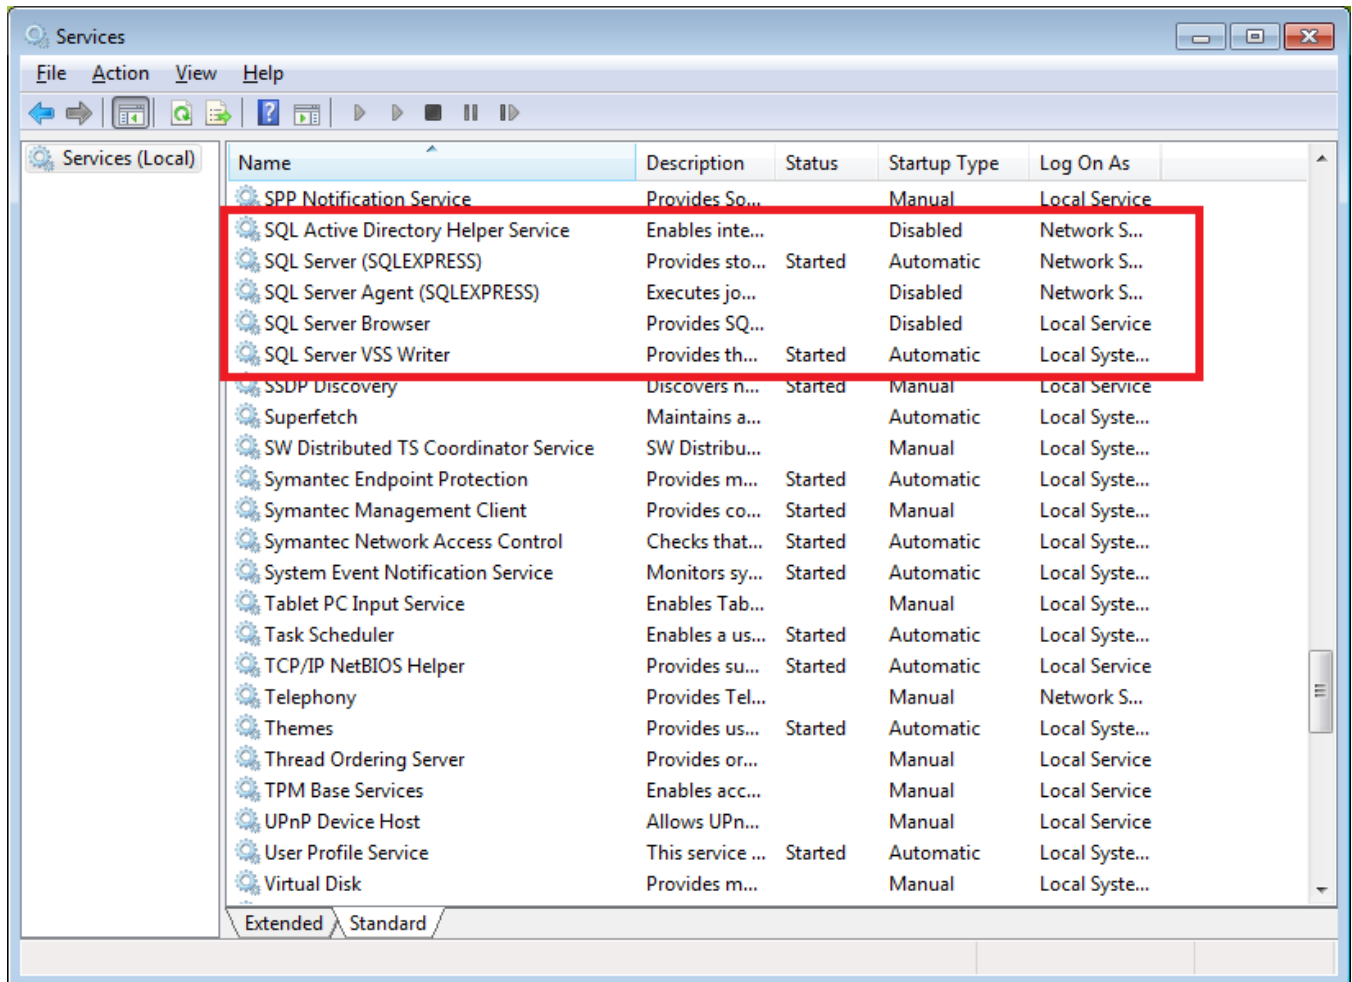 Services
File Action View Help
Services (Local)
Name Description Status Startup Type Log On As
SPP Notification Service Provides So... Manual Local Service
SQL Active Directory Helper Service Enables inte... Disabled Network S...
SQL Server (SQLEXPRESS) Provides sto... Started Automatic Network S...
SQL Server Agent (SQLEXPRESS) Executes jo... Disabled Network S...
SQL Server Browser Provides SQ... Disabled Local Service
SQL Server VSS Writer Provides th... Started Automatic Local Syste...
SSDP Discovery Discovers n... Started Manual Local Service
Superfetch Maintains a... Automatic Local Syste...
SW Distributed TS Coordinator Service SW Distribu... Manual Local Syste...
Symantec Endpoint Protection Provides m... Started Automatic Local Syste...
Symantec Management Client Provides co... Started Manual Local Syste...
Symantec Network Access Control Checks that... Started Automatic Local Syste...
System Event Notification Service Monitors sy... Started Automatic Local Syste...
Tablet PC Input Service Enables Tab... Manual Local Syste...
Task Scheduler Enables a us... Started Automatic Local Syste...
TCP/IP NetBIOS Helper Provides su... Started Automatic Local Service
Telephony Provides Tel... Manual Network S...
Themes Provides us... Started Automatic Local Syste...
Thread Ordering Server Provides or... Manual Local Service
TPM Base Services Enables acc... Manual Local Service
UPnP Device Host Allows UPn... Manual Local Service
User Profile Service This service ... Started Automatic Local Syste...
Virtual Disk Provides m... Manual Local Syste...
Extended Standard